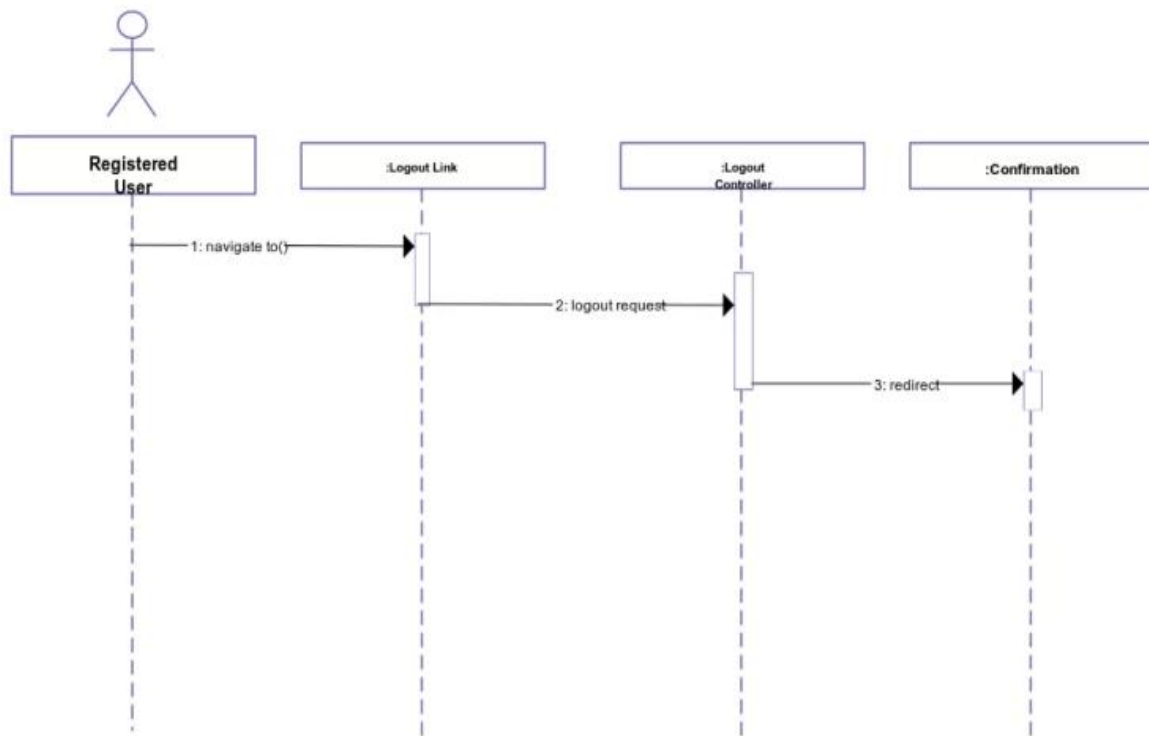 Registered
User
:Logout Link
:Logout
Controller
:Confirmation
1: navigate to()
2: logout request
3: redirect